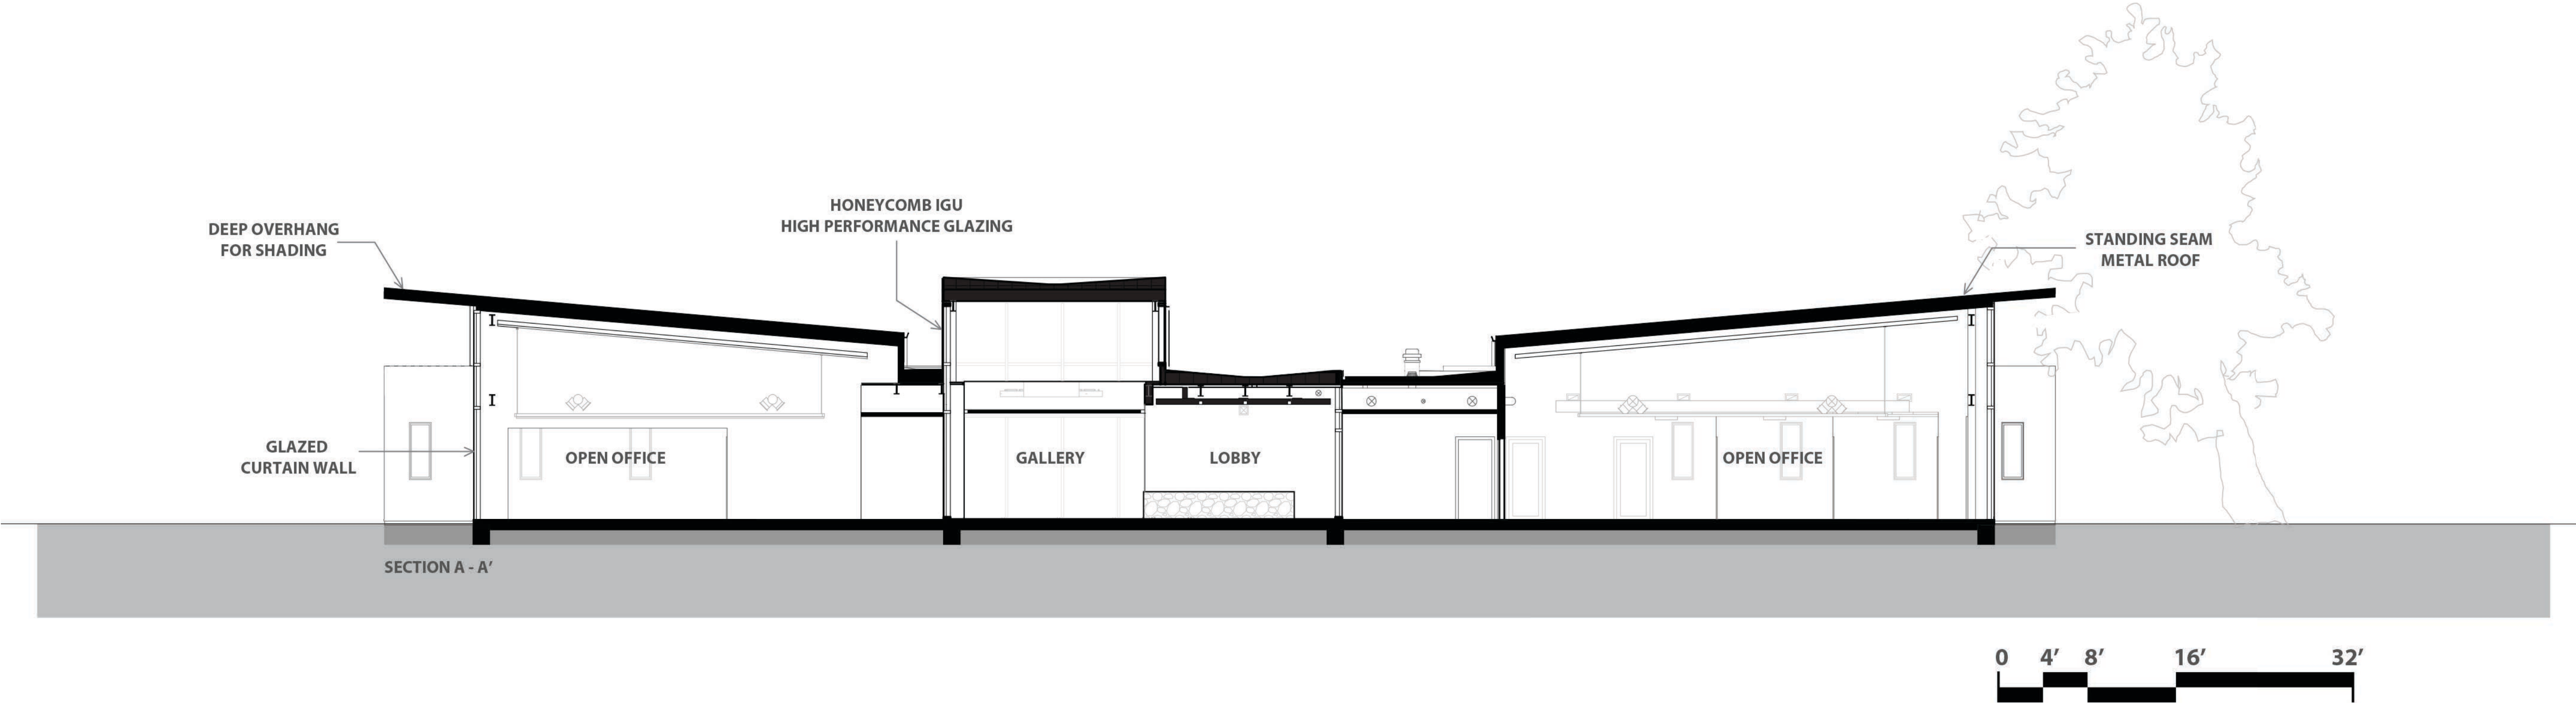 HONEYCOMB IGU
HIGH PERFORMANCE GLAZING
DEEP OVERHANG
FOR SHADING
STANDING SEAM
METAL ROOF
GLAZED
CURTAIN WALL
OPEN OFFICE
GALLERY
LOBBY
OPEN OFFICE
SECTION A - A’
0 4’ 8’ 16’ 32’